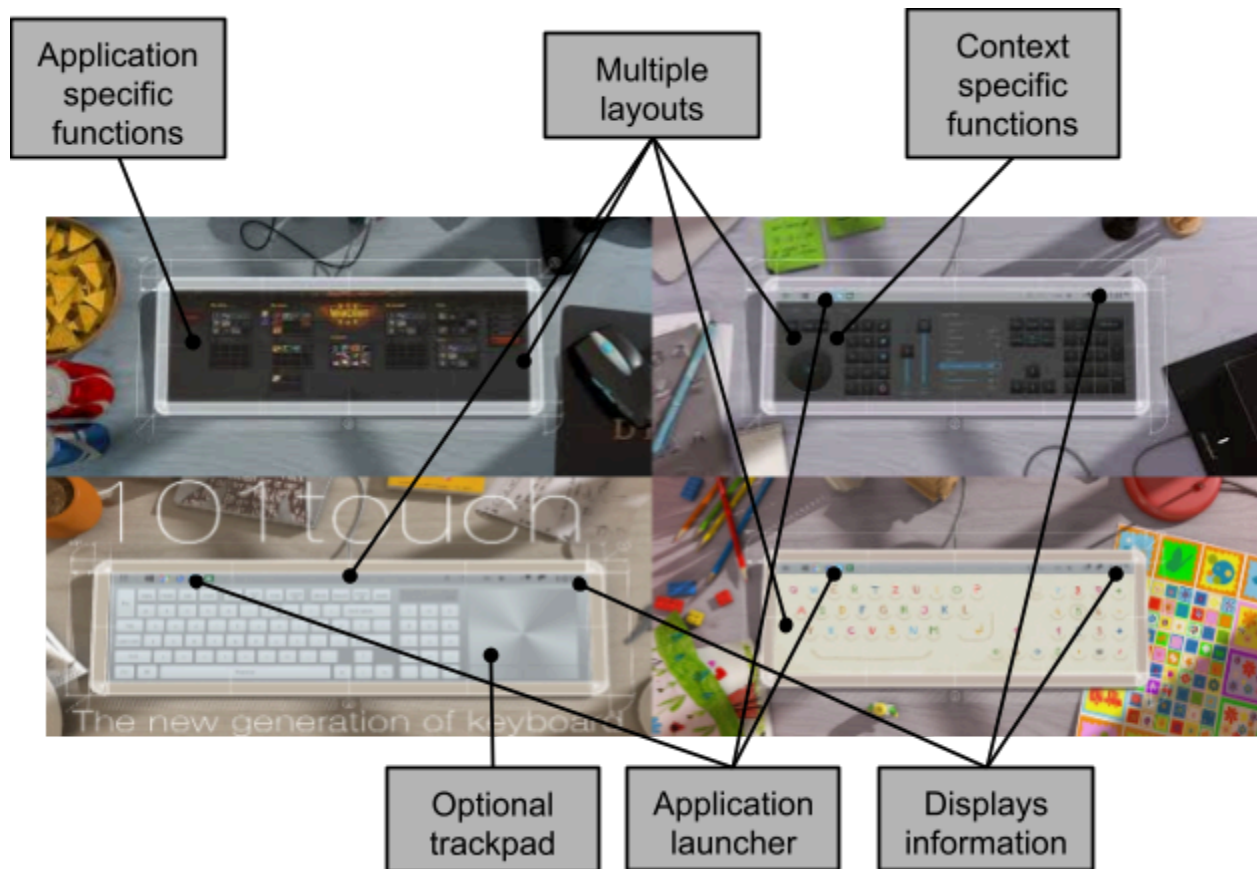 Application
specific
functions
Multiple
layouts
Context
specific
functions
101touch
The new generation of keyboard
Q W E R T Z U I O P
A S D F G H J K L
Y X C V B N M
Optional
trackpad
Application
launcher
Displays
information